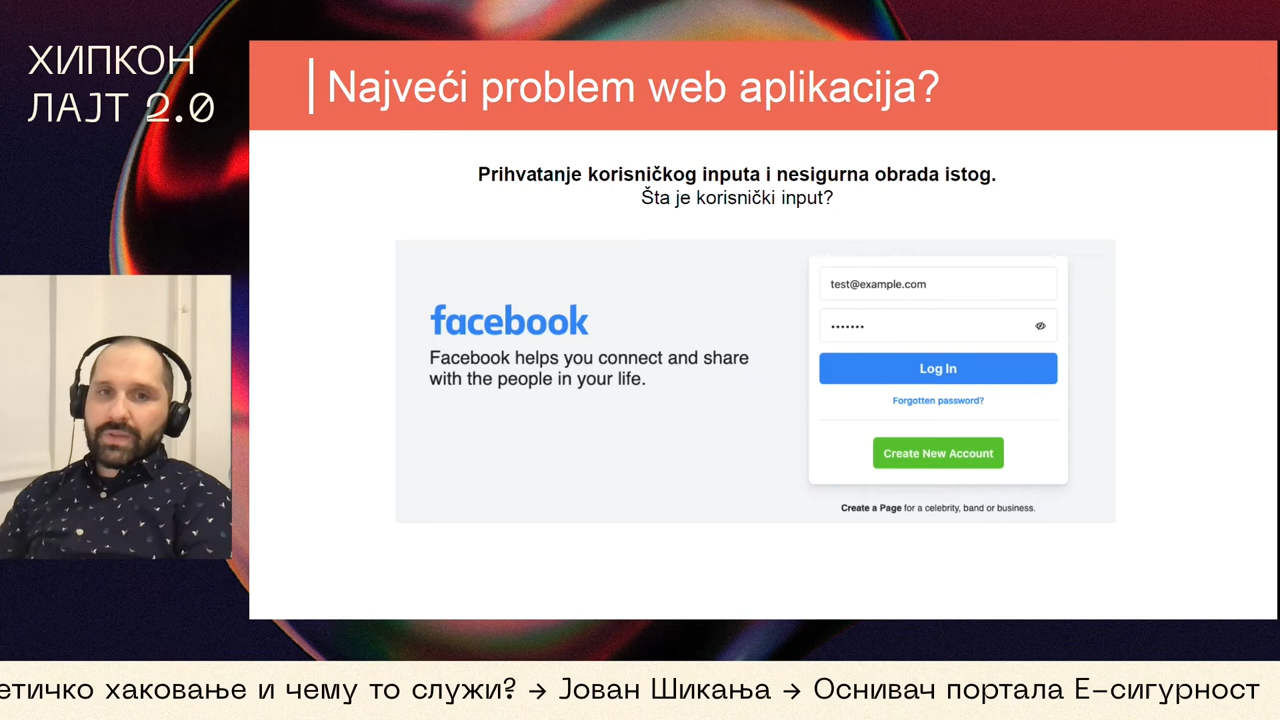 ХИПКОН
ЛАЈТ 2.0
Najveći problem web aplikacija?
Prihvatanje korisničkog inputa i nesigurna obrada istog.
Šta je korisnički input?
facebook
Facebook helps you connect and share
with the people in your life.
test@example.com
•••••••
Log In
Forgotten password?
Create New Account
Create a Page for a celebrity, band or business.
етичко хаковање и чему то служи? → Јован Шикања → Оснивач портала Е-сигурност